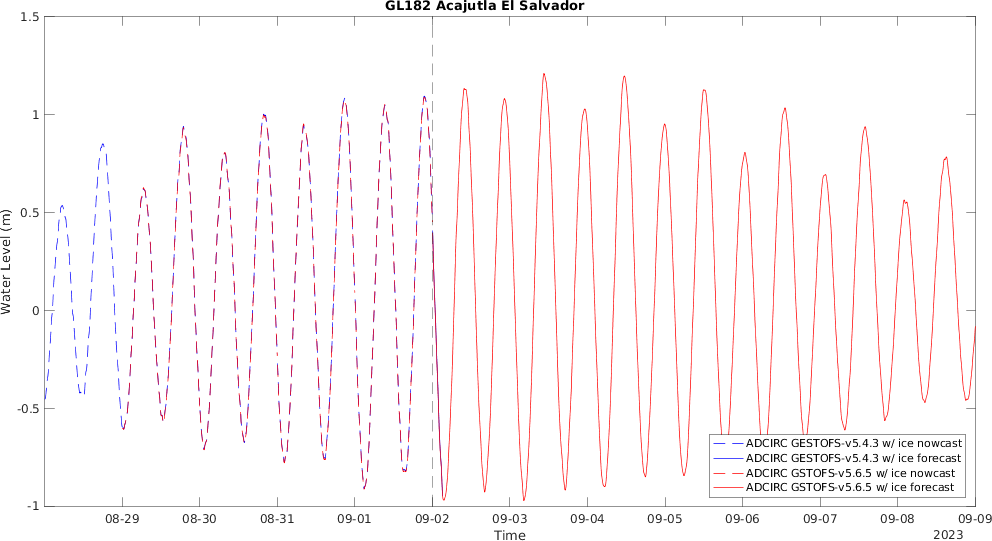 GL182 Acajutla El Salvador
1.5
1
0.5
0
-0.5
-1
Water Level (m)
08-29 08-30 08-31 09-01 09-02 09-03 09-04 09-05 09-06 09-07 09-08 09-09
Time
2023
ADCIRC GESTOFS-v5.4.3 w/ ice nowcast
ADCIRC GESTOFS-v5.4.3 w/ ice forecast
ADCIRC GSTOFS-v5.6.5 w/ ice nowcast
ADCIRC GSTOFS-v5.6.5 w/ ice forecast